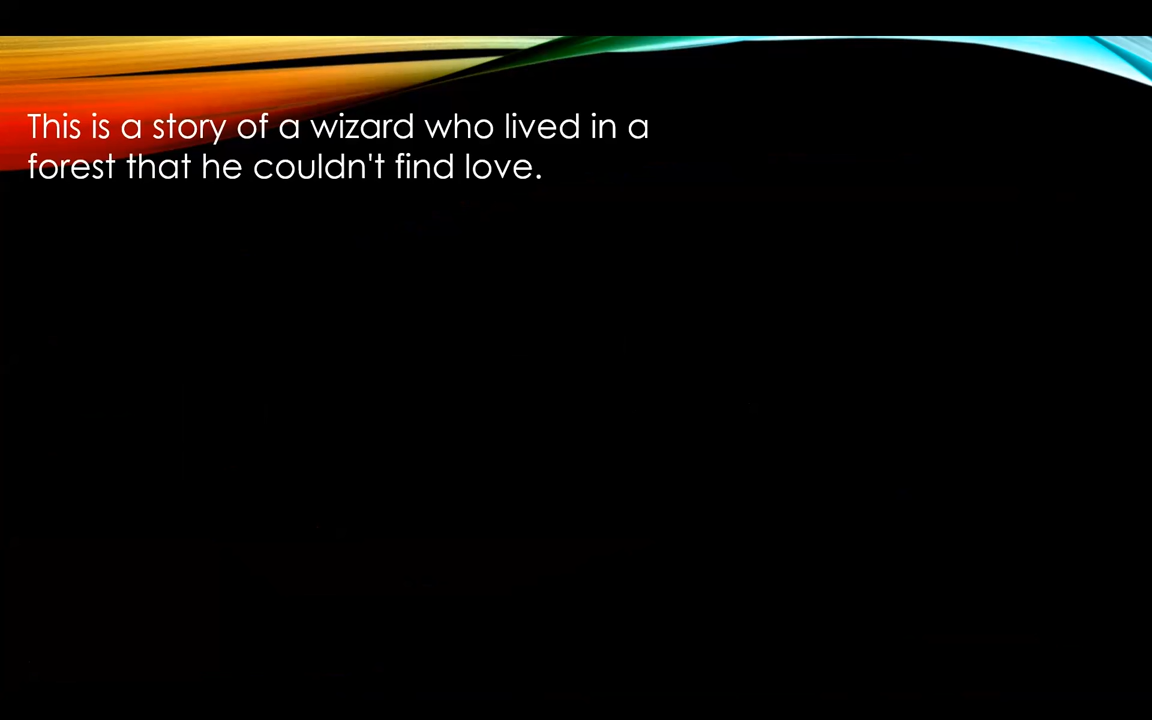 This is a story of a wizard who lived in a
forest that he couldn't find love.